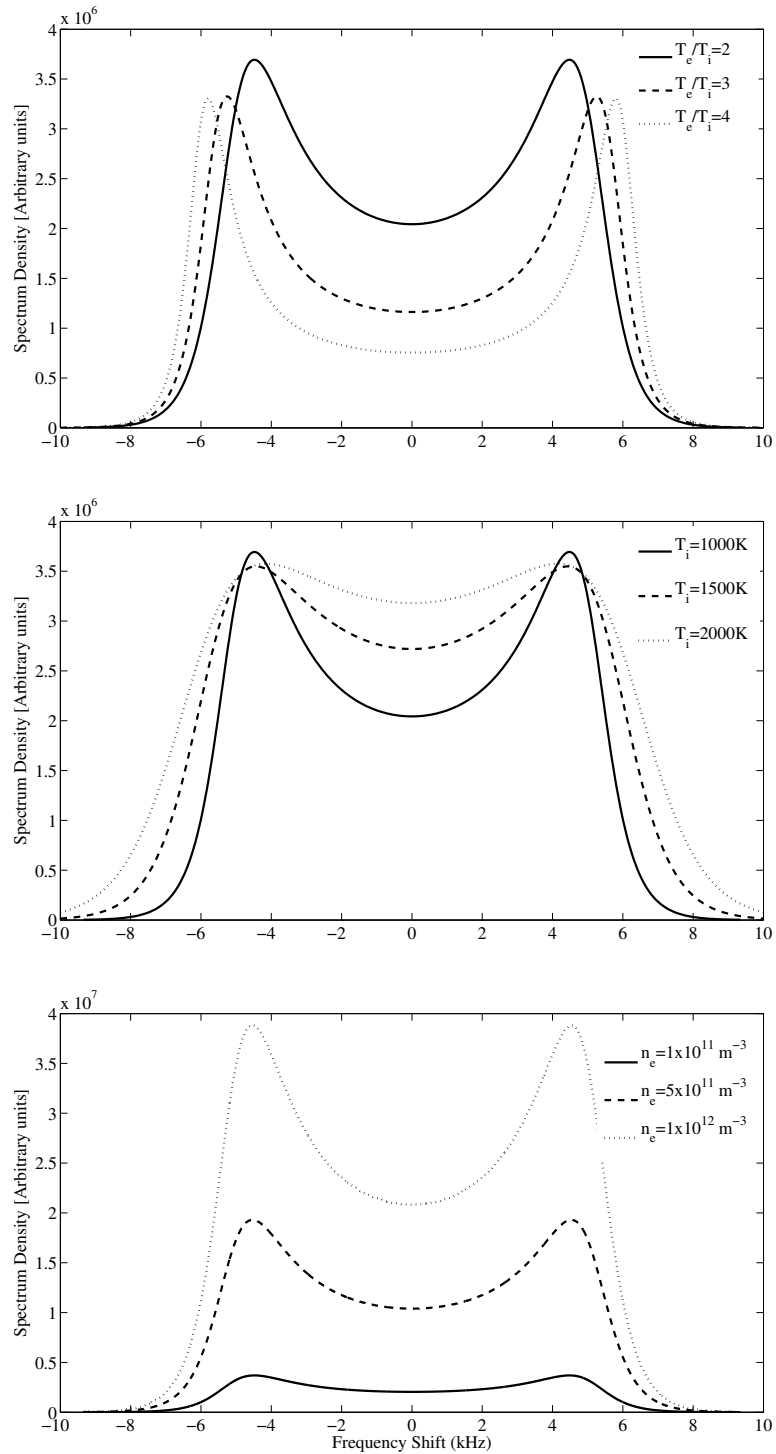 x 10^6
4
3.5
3
2.5
2
1.5
1
0.5
0
Spectrum Density [Arbitrary units]
T_e/T_i=2
T_e/T_i=3
T_e/T_i=4
−10 −8 −6 −4 −2 0 2 4 6 8 10
x 10^6
4
3.5
3
2.5
2
1.5
1
0.5
0
Spectrum Density [Arbitrary units]
T_i=1000K
T_i=1500K
T_i=2000K
−10 −8 −6 −4 −2 0 2 4 6 8 10
x 10^7
4
3.5
3
2.5
2
1.5
1
0.5
0
Spectrum Density [Arbitrary units]
n_e=1x10^11 m^−3
n_e=5x10^11 m^−3
n_e=1x10^12 m^−3
−10 −8 −6 −4 −2 0 2 4 6 8 10
Frequency Shift (kHz)